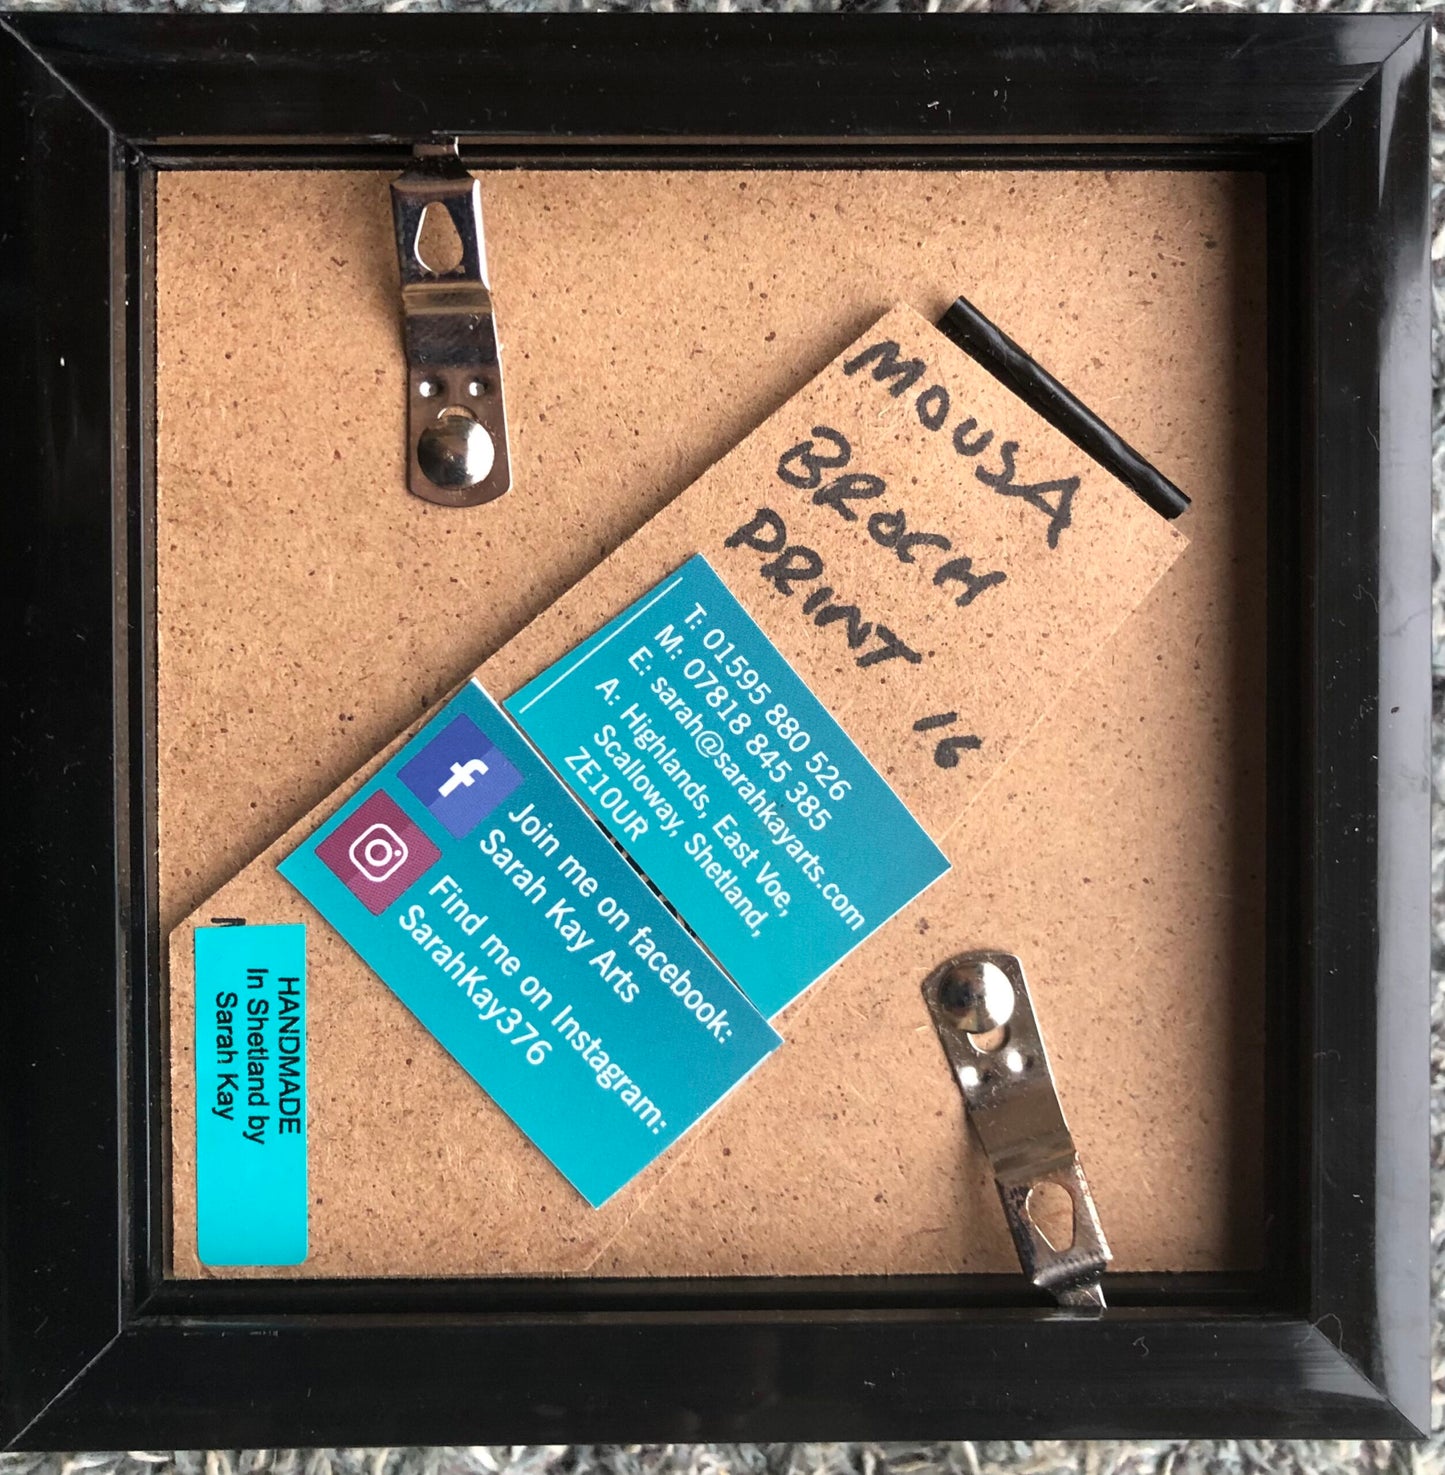 MOUSA
BROCH
PRINT 16
T: 01595 880 526
M: 07818 845 385
E: sarah@sarahkayarts.com
A: Highlands, East Voe,
Scalloway, Shetland,
ZE10UR
Join me on facebook:
Sarah Kay Arts
Find me on Instagram:
SarahKay376
HANDMADE
In Shetland by
Sarah Kay